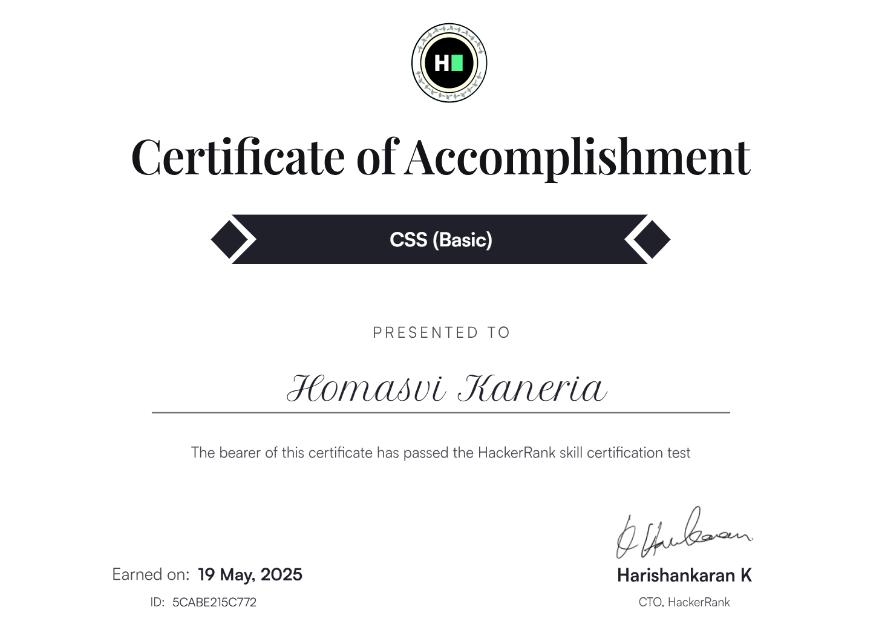 H
Certificate of Accomplishment
CSS (Basic)
PRESENTED TO
Homasvi Kaneria
The bearer of this certificate has passed the HackerRank skill certification test
Earned on: 19 May, 2025
ID: 5CABE215C772
Harishankaran K
CTO, HackerRank